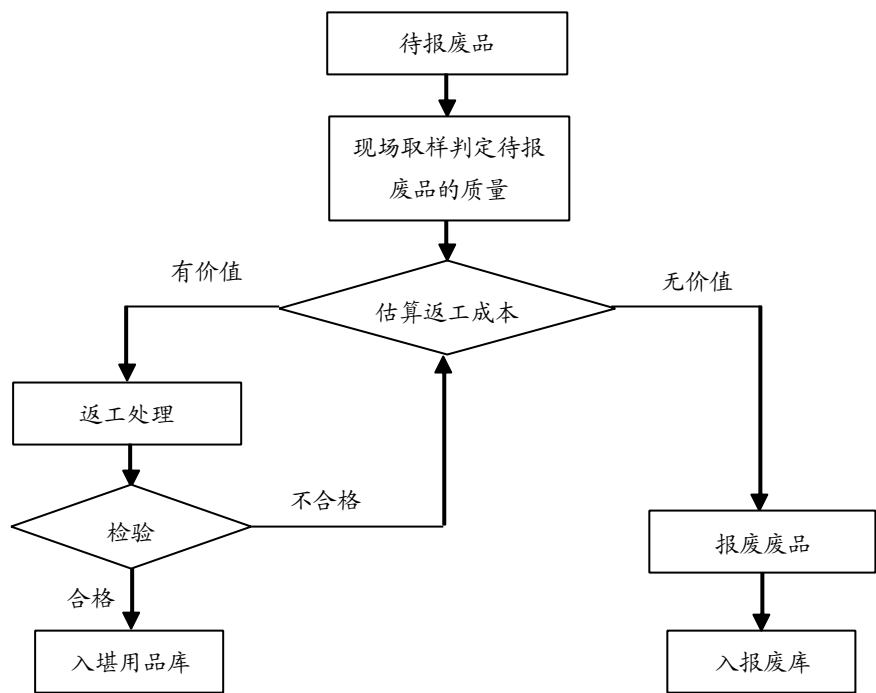 待报废品
现场取样判定待报
废品的质量
有价值
无价值
估算返工成本
返工处理
不合格
检验
报废废品
合格
入堪用品库
入报废库